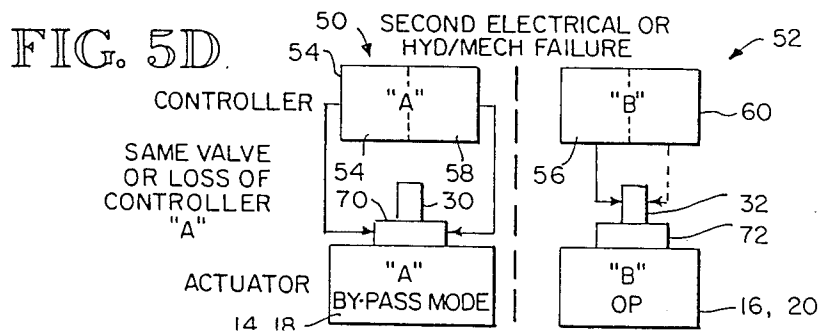 FIG. 5D
50
SECOND ELECTRICAL OR
HYD/MECH FAILURE
52
54
CONTROLLER
"A"
"B"
60
54
58
56
SAME VALVE
OR LOSS OF
CONTROLLER
"A"
70
30
32
72
ACTUATOR
"A"
BY-PASS MODE
"B"
OP
14, 18
16, 20